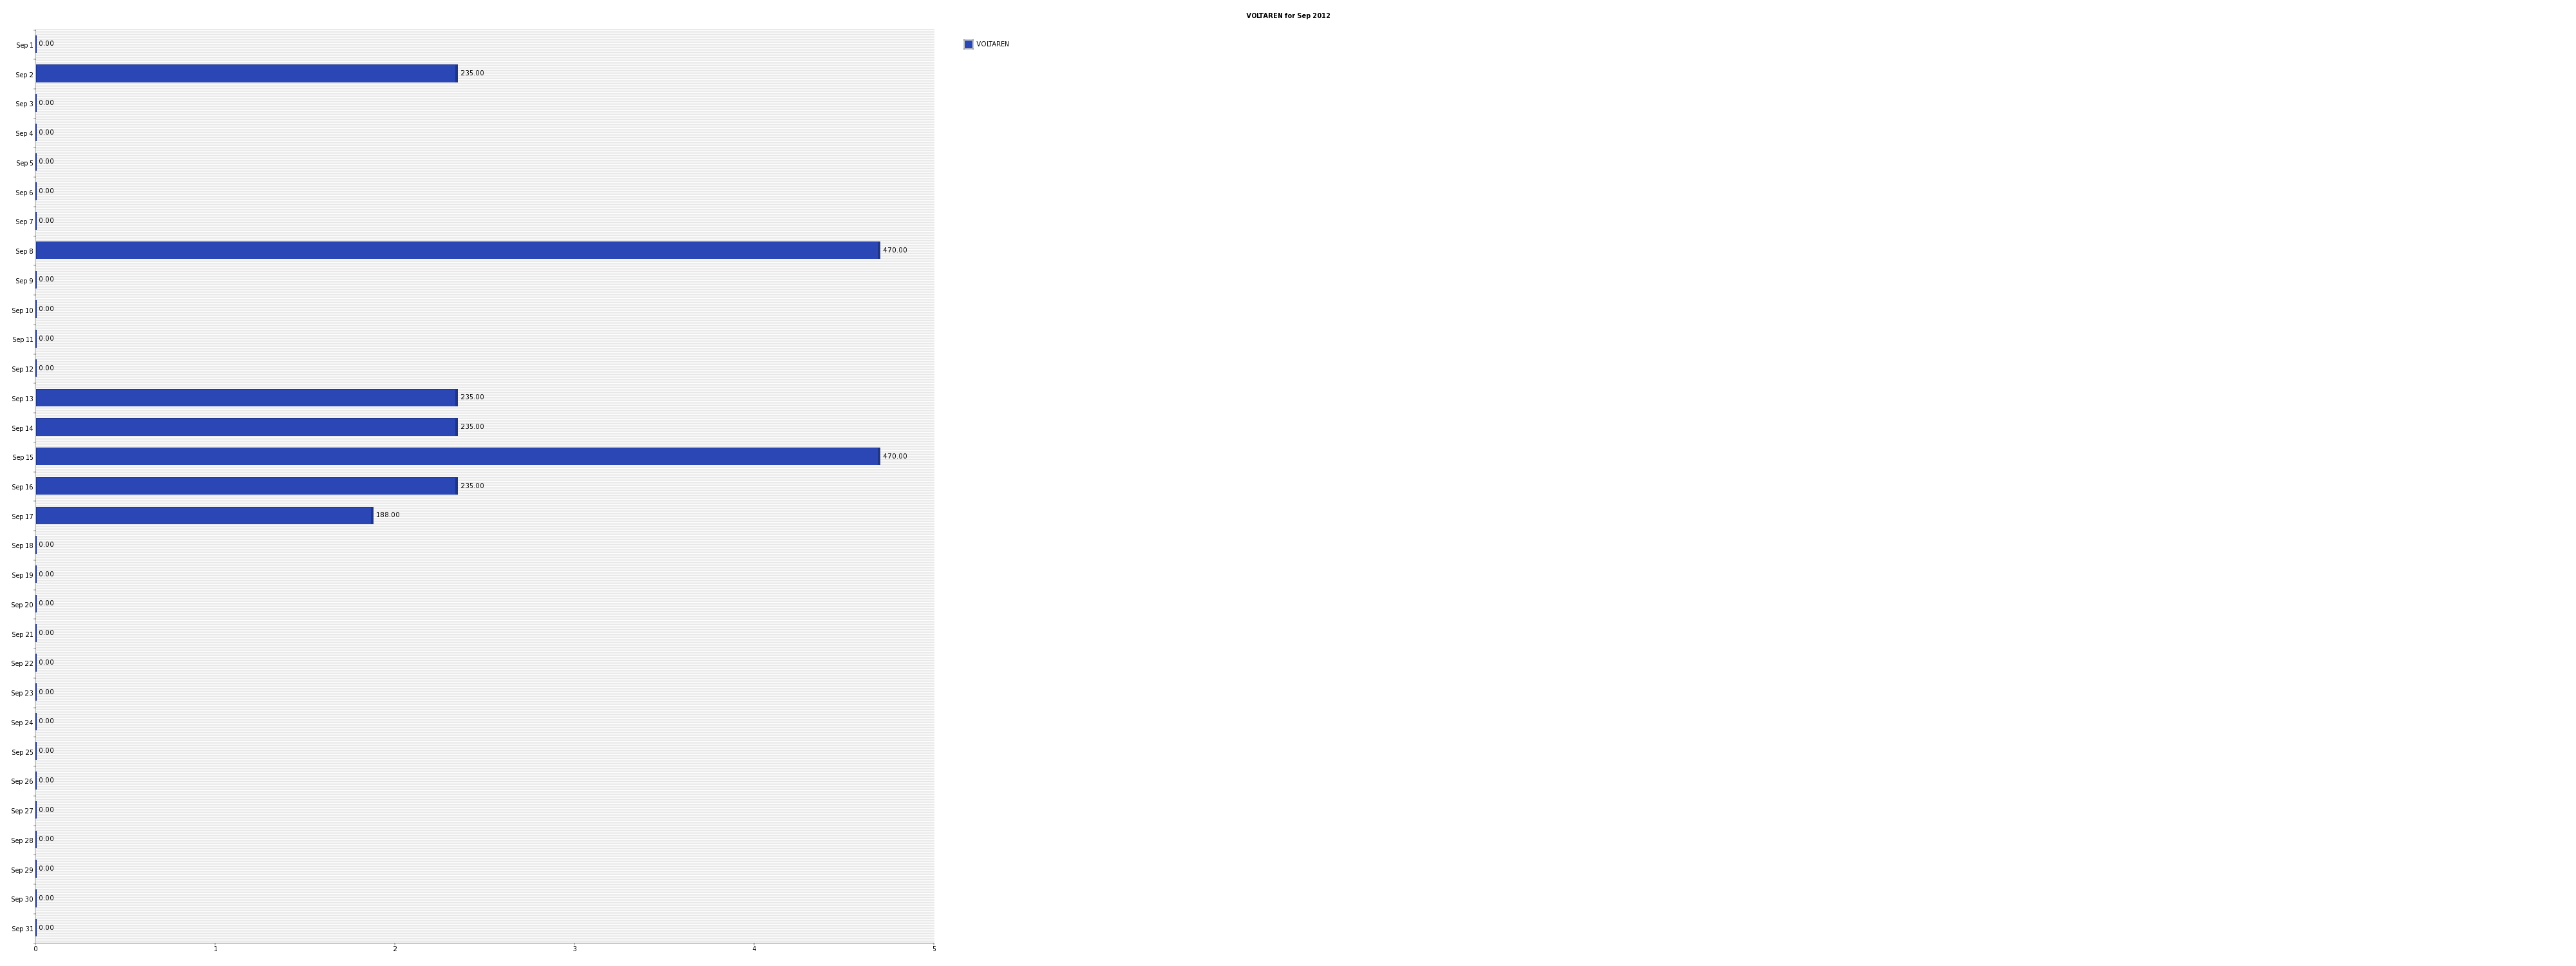 VOLTAREN for Sep 2012
VOLTAREN
Sep 1 0.00
Sep 2 235.00
Sep 3 0.00
Sep 4 0.00
Sep 5 0.00
Sep 6 0.00
Sep 7 0.00
Sep 8 470.00
Sep 9 0.00
Sep 10 0.00
Sep 11 0.00
Sep 12 0.00
Sep 13 235.00
Sep 14 235.00
Sep 15 470.00
Sep 16 235.00
Sep 17 188.00
Sep 18 0.00
Sep 19 0.00
Sep 20 0.00
Sep 21 0.00
Sep 22 0.00
Sep 23 0.00
Sep 24 0.00
Sep 25 0.00
Sep 26 0.00
Sep 27 0.00
Sep 28 0.00
Sep 29 0.00
Sep 30 0.00
Sep 31 0.00
0 1 2 3 4 5